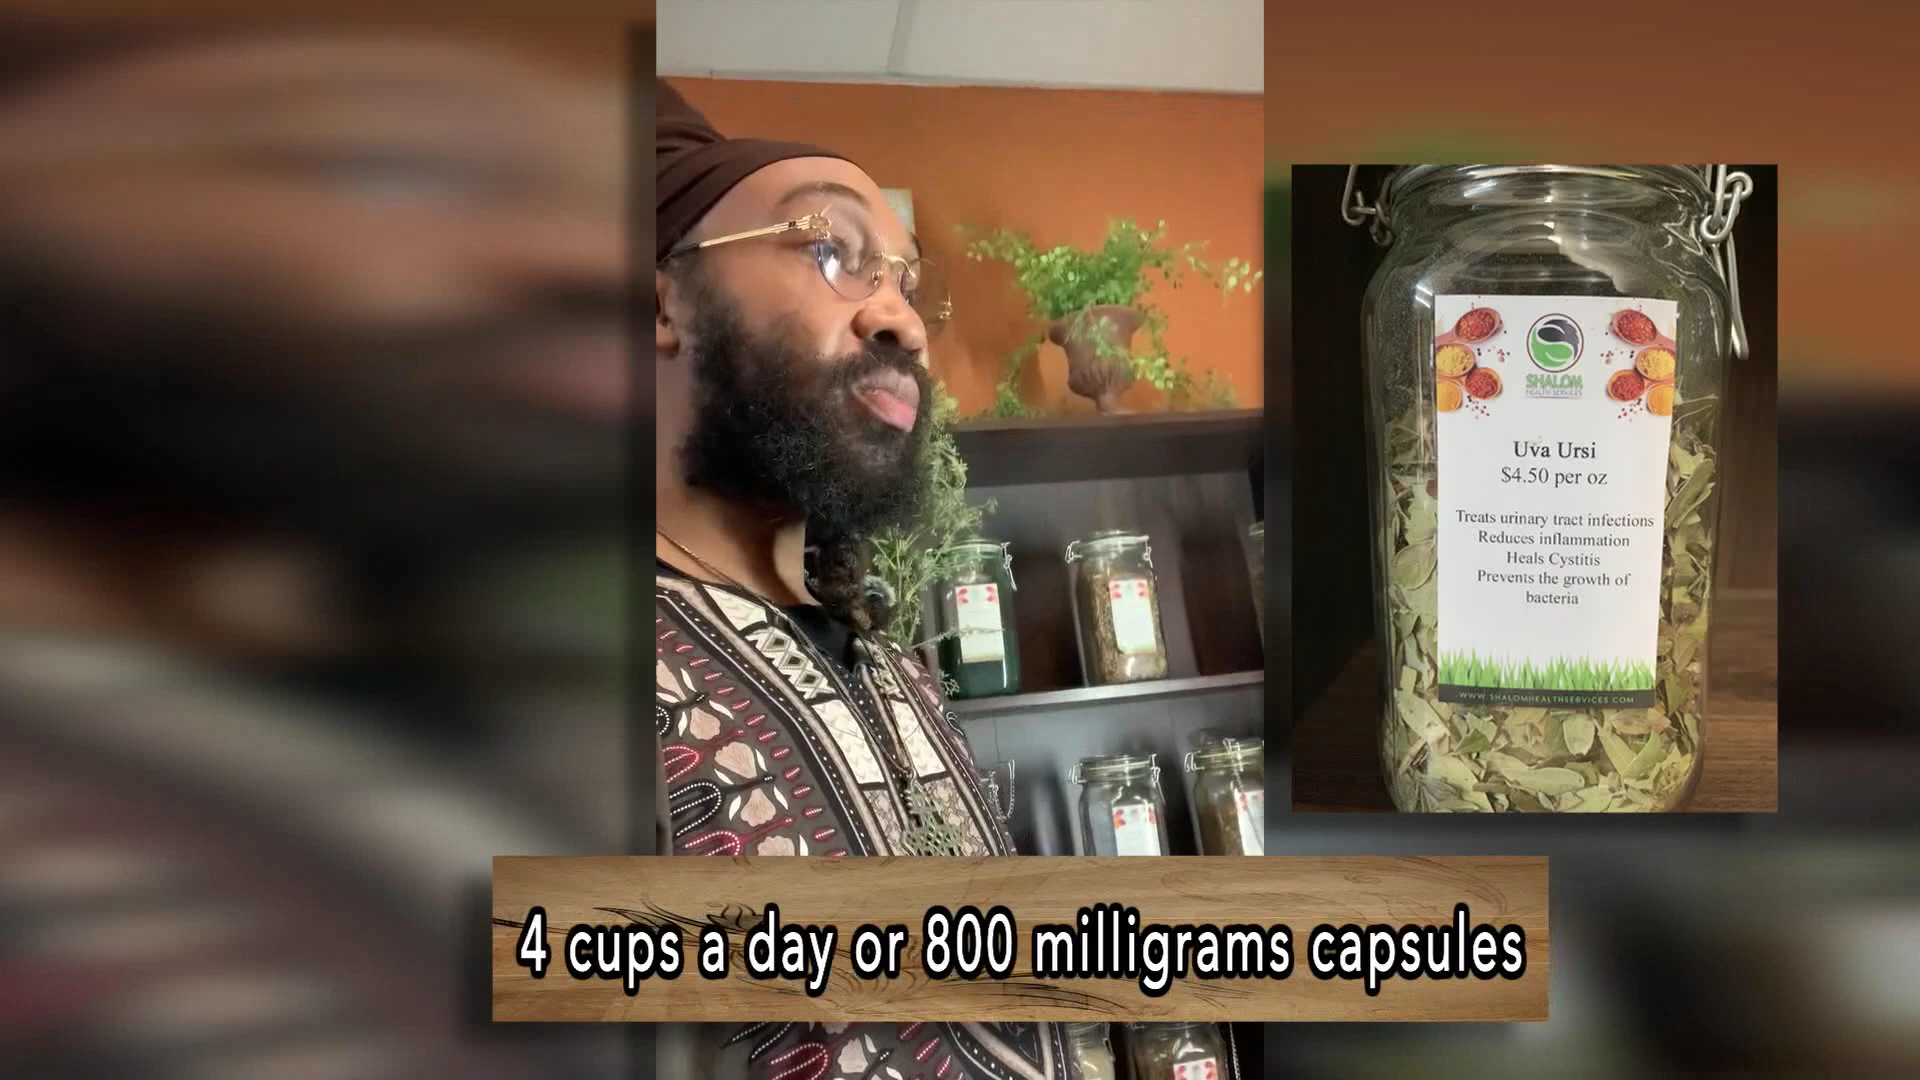 SHALOM
HEALTH SERVICES
Uva Ursi
$4.50 per oz
Treats urinary tract infections
Reduces inflammation
Heals Cystitis
Prevents the growth of
bacteria
WWW.SHALOMHEALTHSERVICES.COM
4 cups a day or 800 milligrams capsules